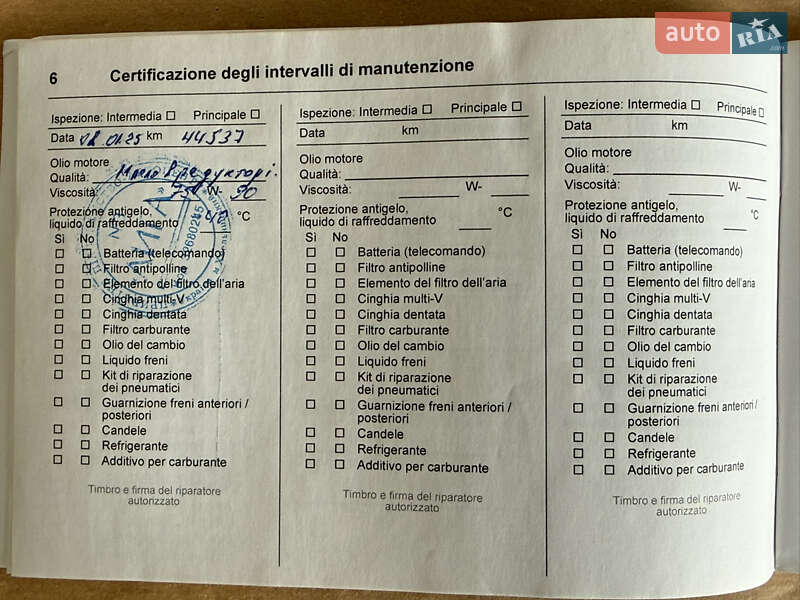 auto RIA.com
6 Certificazione degli intervalli di manutenzione
Ispezione: Intermedia □ Principale □
Data 08.01.25 km 44537
Olio motore
Qualità: Масло в редукторі.
Viscosità: 75 W- 90
Protezione antigelo,
liquido di raffreddamento -40 °C
Sì No
□ □ Batteria (telecomando)
□ □ Filtro antipolline
□ □ Elemento del filtro dell'aria
□ □ Cinghia multi-V
□ □ Cinghia dentata
□ □ Filtro carburante
□ □ Olio del cambio
□ □ Liquido freni
□ □ Kit di riparazione
dei pneumatici
□ □ Guarnizione freni anteriori /
posteriori
□ □ Candele
□ □ Refrigerante
□ □ Additivo per carburante
Timbro e firma del riparatore
autorizzato
Ispezione: Intermedia □ Principale □
Data km
Olio motore
Qualità:
Viscosità: W-
Protezione antigelo,
liquido di raffreddamento °C
Sì No
□ □ Batteria (telecomando)
□ □ Filtro antipolline
□ □ Elemento del filtro dell'aria
□ □ Cinghia multi-V
□ □ Cinghia dentata
□ □ Filtro carburante
□ □ Olio del cambio
□ □ Liquido freni
□ □ Kit di riparazione
dei pneumatici
□ □ Guarnizione freni anteriori /
posteriori
□ □ Candele
□ □ Refrigerante
□ □ Additivo per carburante
Timbro e firma del riparatore
autorizzato
Ispezione: Intermedia □ Principale □
Data km
Olio motore
Qualità:
Viscosità: W-
Protezione antigelo,
liquido di raffreddamento °C
Sì No
□ □ Batteria (telecomando)
□ □ Filtro antipolline
□ □ Elemento del filtro dell'aria
□ □ Cinghia multi-V
□ □ Cinghia dentata
□ □ Filtro carburante
□ □ Olio del cambio
□ □ Liquido freni
□ □ Kit di riparazione
dei pneumatici
□ □ Guarnizione freni anteriori /
posteriori
□ □ Candele
□ □ Refrigerante
□ □ Additivo per carburante
Timbro e firma del riparatore
autorizzato